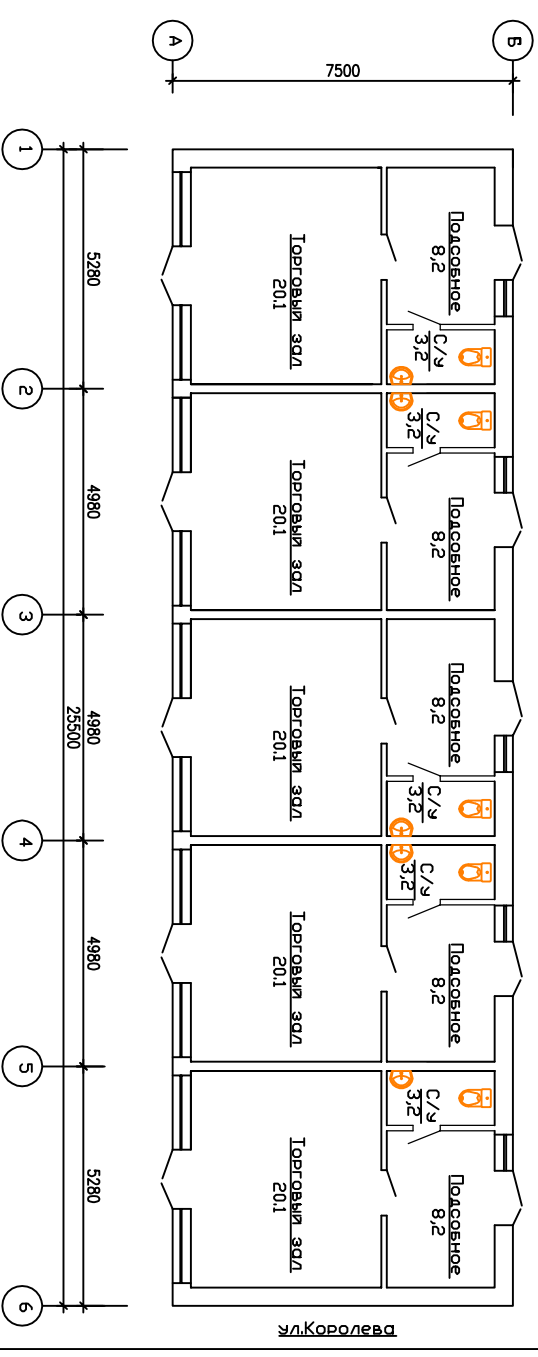 А
Б
7500
1
2
3
4
5
6
5280
4980
4980
4980
5280
25500
Подсобное
8,2
С/у
3,2
Торговый зал
20.1
С/у
3,2
Подсобное
8,2
Торговый зал
20.1
Подсобное
8,2
С/у
3,2
Торговый зал
20.1
С/у
3,2
Подсобное
8,2
Торговый зал
20.1
С/у
3,2
Подсобное
8,2
Торговый зал
20.1
ул.Королева